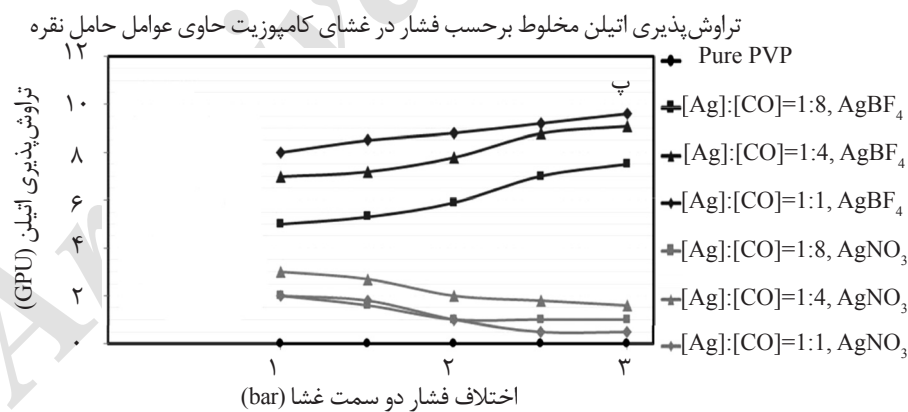 تراوش‌پذیری اتیلن مخلوط برحسب فشار در غشای کامپوزیت حاوی عوامل حامل نقره
۱۲
۱۰
۸
۶
۴
۲
۰
تراوش‌پذیری اتیلن (GPU)
پ
۱
۲
۳
اختلاف فشار دو سمت غشا (bar)
Pure PVP
[Ag]:[CO]=1:8, AgBF₄
[Ag]:[CO]=1:4, AgBF₄
[Ag]:[CO]=1:1, AgBF₄
[Ag]:[CO]=1:8, AgNO₃
[Ag]:[CO]=1:4, AgNO₃
[Ag]:[CO]=1:1, AgNO₃